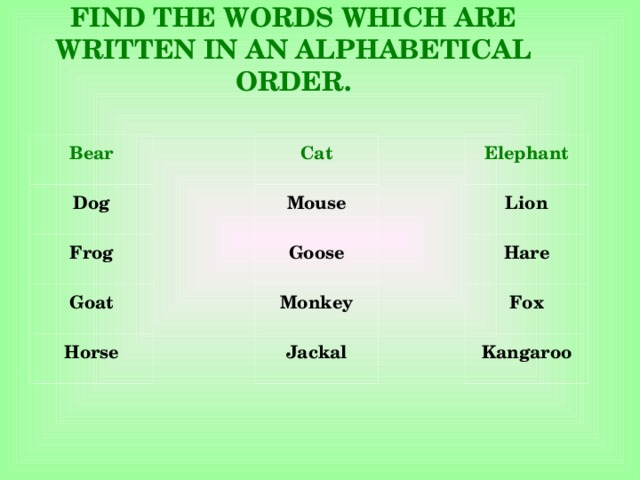 FIND THE WORDS WHICH ARE
WRITTEN IN AN ALPHABETICAL
ORDER.
Bear Cat Elephant
Dog Mouse Lion
Frog Goose Hare
Goat Monkey Fox
Horse Jackal Kangaroo